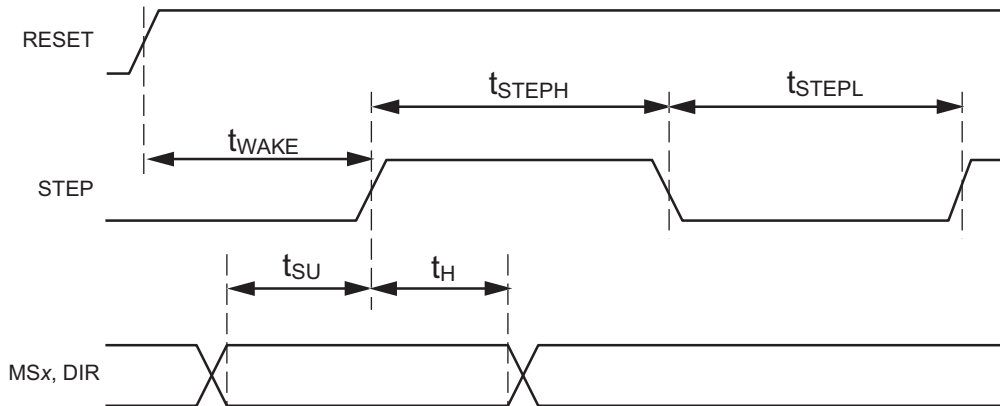 RESET
tSTEPH
tSTEPL
tWAKE
STEP
tSU
tH
MSx, DIR